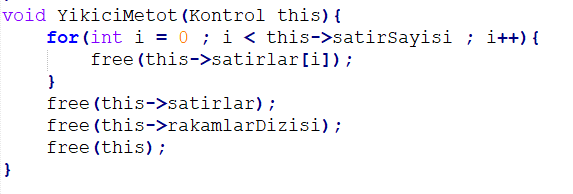 void YikiciMetot(Kontrol this){
    for(int i = 0 ; i < this->satirSayisi ; i++){
        free(this->satirlar[i]);
    }
    free(this->satirlar);
    free(this->rakamlarDizisi);
    free(this);
}